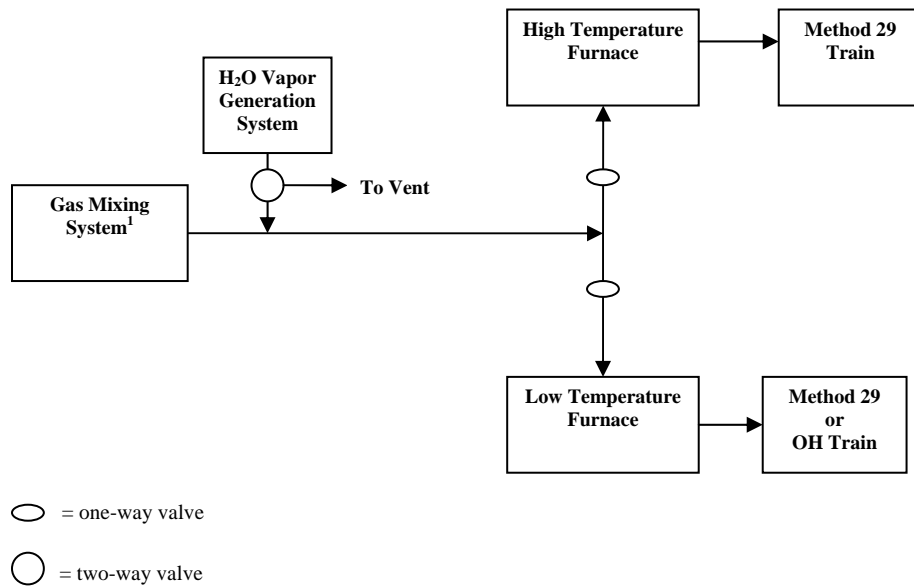 High Temperature
Furnace
Method 29
Train
H₂O Vapor
Generation
System
To Vent
Gas Mixing
System¹
Low Temperature
Furnace
Method 29
or
OH Train
= one-way valve
= two-way valve